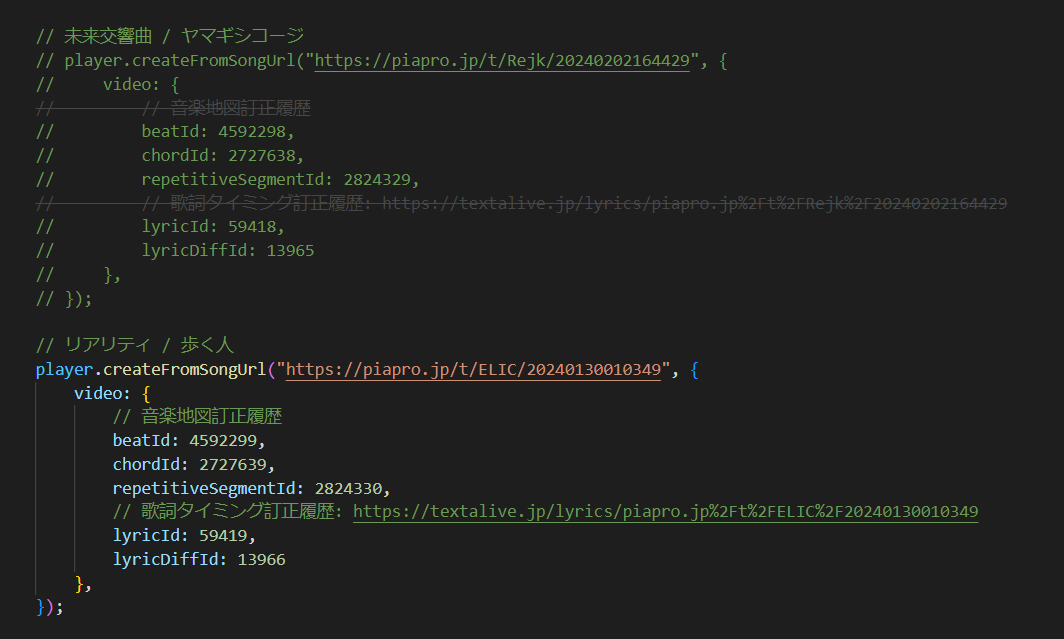 // 未来交響曲 / ヤマギシコージ
// player.createFromSongUrl("https://piapro.jp/t/Rejk/20240202164429", {
//     video: {
//         // 音楽地図訂正履歴
//         beatId: 4592298,
//         chordId: 2727638,
//         repetitiveSegmentId: 2824329,
//         // 歌詞タイミング訂正履歴: https://textalive.jp/lyrics/piapro.jp%2Ft%2FRejk%2F20240202164429
//         lyricId: 59418,
//         lyricDiffId: 13965
//     },
// });

// リアリティ / 歩く人
player.createFromSongUrl("https://piapro.jp/t/ELIC/20240130010349", {
    video: {
        // 音楽地図訂正履歴
        beatId: 4592299,
        chordId: 2727639,
        repetitiveSegmentId: 2824330,
        // 歌詞タイミング訂正履歴: https://textalive.jp/lyrics/piapro.jp%2Ft%2FELIC%2F20240130010349
        lyricId: 59419,
        lyricDiffId: 13966
    },
});